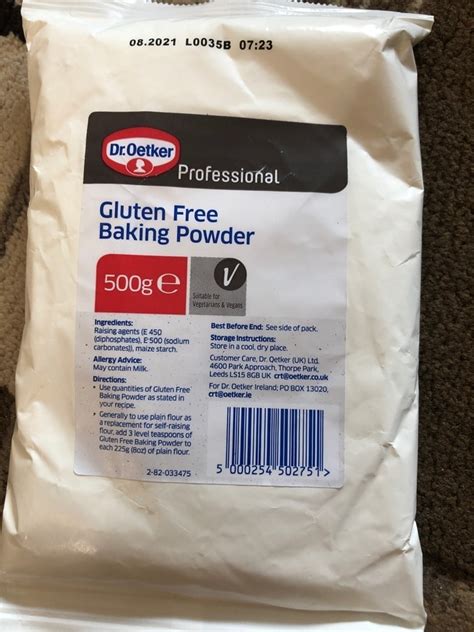 08.2021 L0035B 07:23
Dr.Oetker
Professional
Gluten Free
Baking Powder
500g ℮
V
Suitable for
Vegetarians & Vegans
Ingredients:
Raising agents (E 450
(diphosphates), E 500 (sodium
carbonates)), maize starch.
Allergy Advice:
May contain Milk.
Directions:
• Use quantities of Gluten Free
Baking Powder as stated in
your recipe.
• Generally to use plain flour as
a replacement for self-raising
flour, add 3 level teaspoons of
Gluten Free Baking Powder to
each 225g (8oz) of plain flour.
2-82-033475
Best Before End: See side of pack.
Storage Instructions:
Store in a cool, dry place.
Customer Care, Dr. Oetker (UK) Ltd.
4600 Park Approach, Thorpe Park,
Leeds LS15 8GB UK crt@oetker.co.uk
For Dr. Oetker Ireland; PO BOX 13020,
crt@oetker.ie
5 000254 502751 >